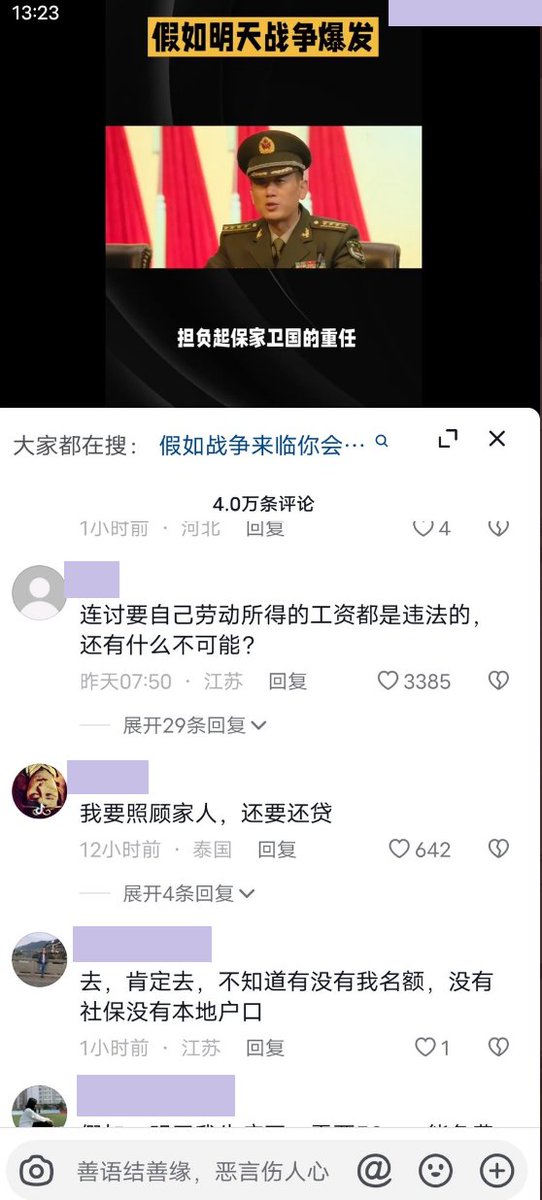 13:23
假如明天战争爆发
担负起保家卫国的重任
大家都在搜： 假如战争来临你会…
4.0万条评论
1小时前 · 河北 回复 4
连讨要自己劳动所得的工资都是违法的，
还有什么不可能？
昨天07:50 · 江苏 回复 3385
展开29条回复
我要照顾家人，还要还贷
12小时前 · 泰国 回复 642
展开4条回复
去，肯定去，不知道有没有我名额，没有
社保没有本地户口
1小时前 · 江苏 回复 1
善语结善缘，恶言伤人心